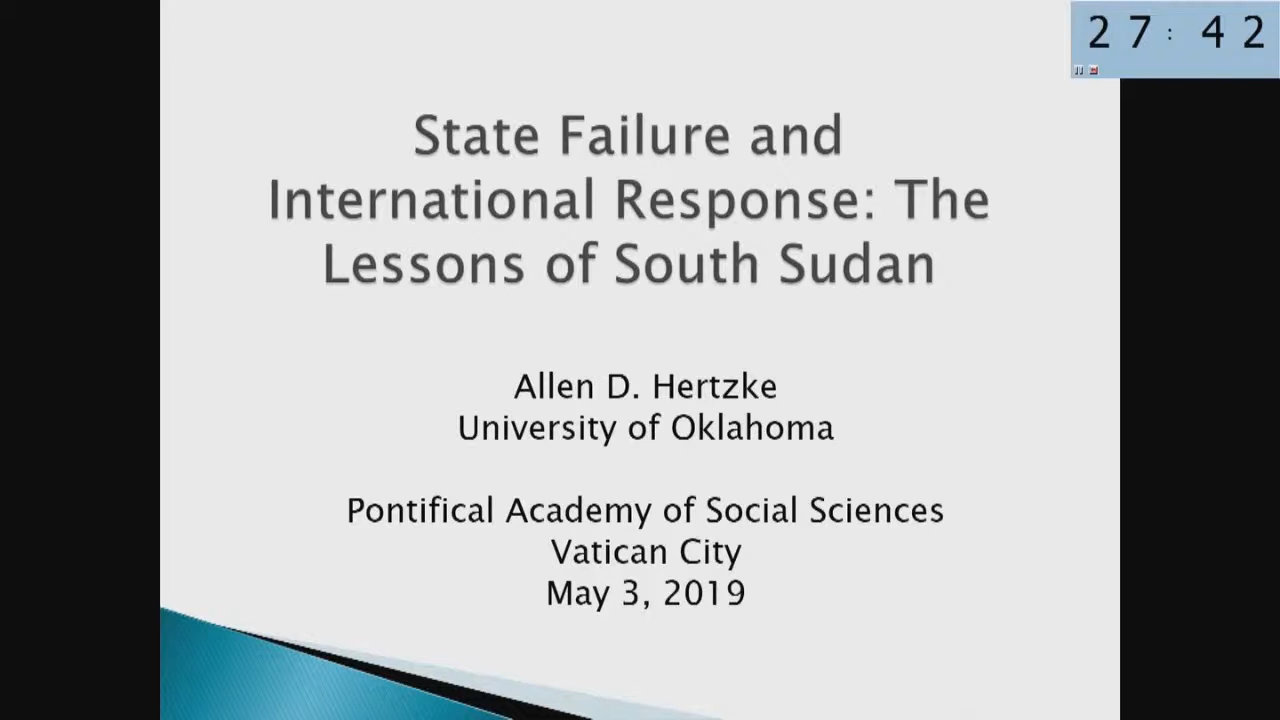 27: 42
State Failure and
International Response: The
Lessons of South Sudan
Allen D. Hertzke
University of Oklahoma
Pontifical Academy of Social Sciences
Vatican City
May 3, 2019